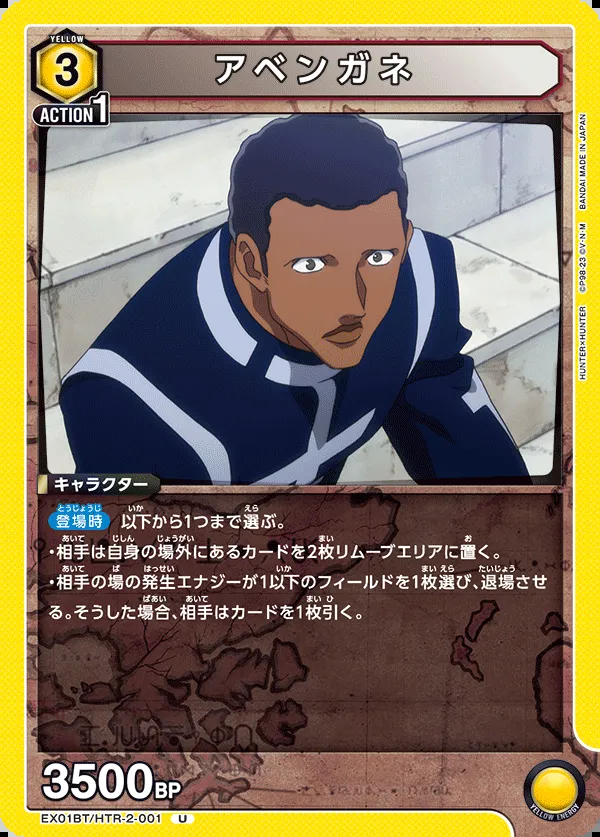 YELLOW
3
アベンガネ
ACTION 1
BANDAI MADE IN JAPAN
©P98-23 ©V・N・M
HUNTER×HUNTER
キャラクター
登場時 以下から1つまで選ぶ。
・相手は自身の場外にあるカードを2枚リムーブエリアに置く。
・相手の場の発生エナジーが1以下のフィールドを1枚選び、退場させ
る。そうした場合、相手はカードを1枚引く。
3500BP
EX01BT/HTR-2-001 U
YELLOW ENERGY